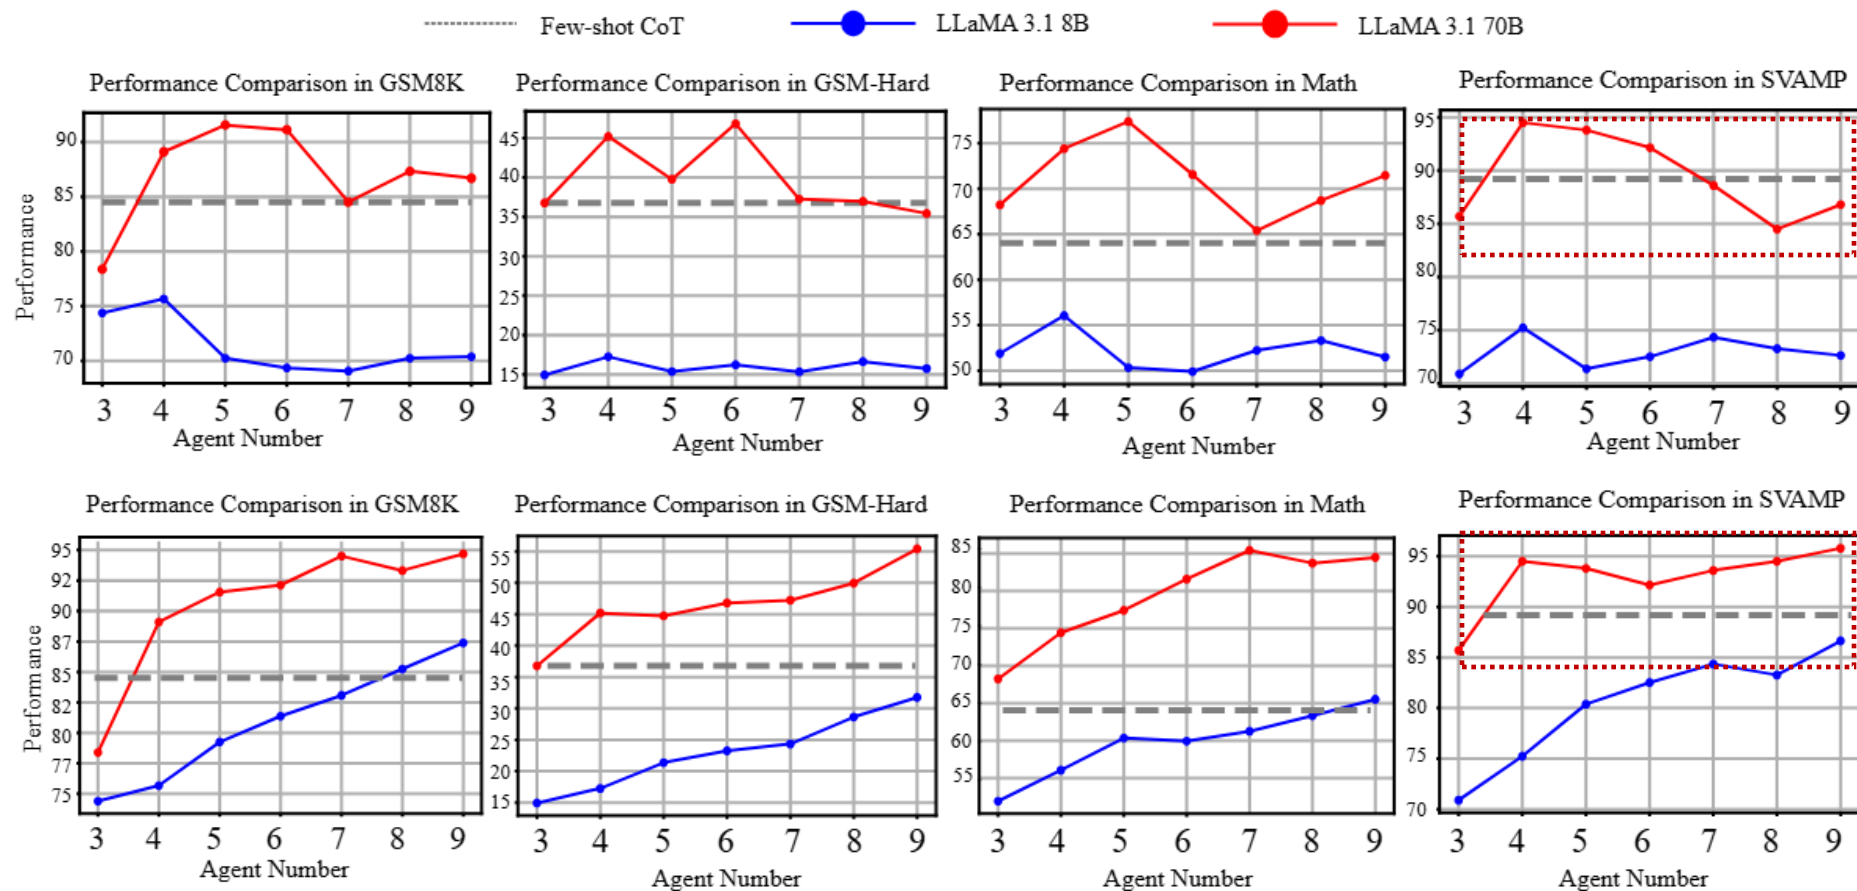 Few-shot CoT LLaMA 3.1 8B LLaMA 3.1 70B
Performance Comparison in GSM8K
Performance
90
85
80
75
70
3 4 5 6 7 8 9
Agent Number
Performance Comparison in GSM-Hard
45
40
35
30
25
20
15
3 4 5 6 7 8 9
Agent Number
Performance Comparison in Math
75
70
65
60
55
50
3 4 5 6 7 8 9
Agent Number
Performance Comparison in SVAMP
95
90
85
80
75
70
3 4 5 6 7 8 9
Agent Number
Performance Comparison in GSM8K
Performance
95
92
90
87
85
82
80
77
75
3 4 5 6 7 8 9
Agent Number
Performance Comparison in GSM-Hard
55
50
45
40
35
30
25
20
15
3 4 5 6 7 8 9
Agent Number
Performance Comparison in Math
85
80
75
70
65
60
55
3 4 5 6 7 8 9
Agent Number
Performance Comparison in SVAMP
95
90
85
80
75
70
3 4 5 6 7 8 9
Agent Number